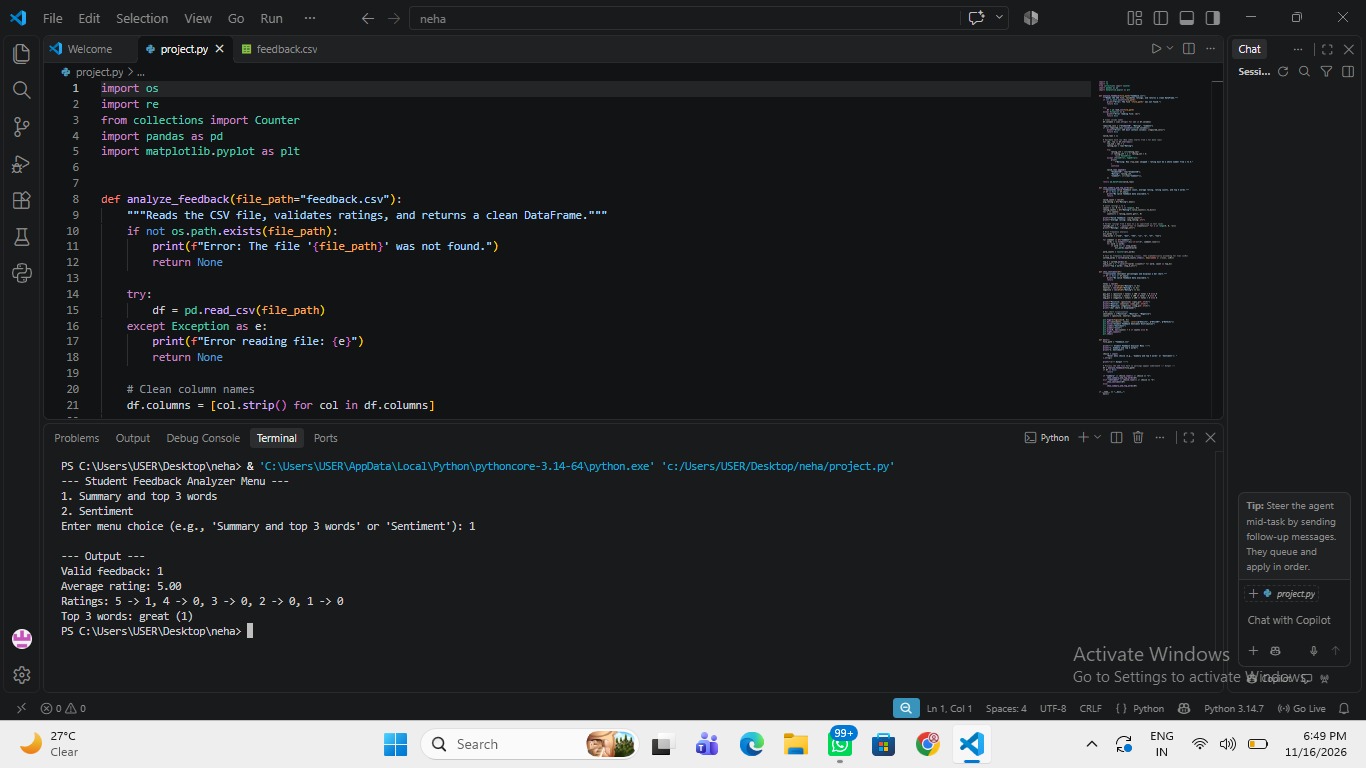 File Edit Selection View Go Run ··· neha
Welcome project.py feedback.csv
project.py > ...
1 import os
2 import re
3 from collections import Counter
4 import pandas as pd
5 import matplotlib.pyplot as plt
6
7
8 def analyze_feedback(file_path="feedback.csv"):
9 """Reads the CSV file, validates ratings, and returns a clean DataFrame."""
10 if not os.path.exists(file_path):
11 print(f"Error: The file '{file_path}' was not found.")
12 return None
13
14 try:
15 df = pd.read_csv(file_path)
16 except Exception as e:
17 print(f"Error reading file: {e}")
18 return None
19
20 # Clean column names
21 df.columns = [col.strip() for col in df.columns]
Problems Output Debug Console Terminal Ports Python
PS C:\Users\USER\Desktop\neha> & 'C:\Users\USER\AppData\Local\Python\pythoncore-3.14-64\python.exe' 'c:/Users/USER/Desktop/neha/project.py'
--- Student Feedback Analyzer Menu ---
1. Summary and top 3 words
2. Sentiment
Enter menu choice (e.g., 'Summary and top 3 words' or 'Sentiment'): 1
--- Output ---
Valid feedback: 1
Average rating: 5.00
Ratings: 5 -> 1, 4 -> 0, 3 -> 0, 2 -> 0, 1 -> 0
Top 3 words: great (1)
PS C:\Users\USER\Desktop\neha>
Chat
Sessi...
Tip: Steer the agent
mid-task by sending
follow-up messages.
They queue and
apply in order.
project.py
Chat with Copilot
Activate Windows
Go to Settings to activate Windows.
0 0 Ln 1, Col 1 Spaces: 4 UTF-8 CRLF {} Python Python 3.14.7 Go Live
27°C
Clear
Search
99+
ENG
IN
6:49 PM
11/16/2026